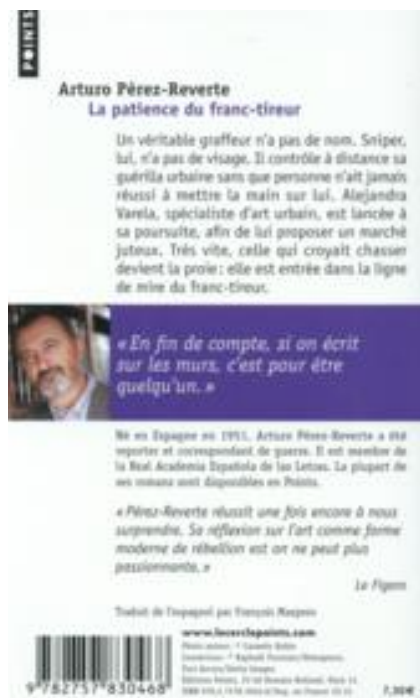 POINTS
Arturo Pérez-Reverte
La patience du franc-tireur
Un véritable graffeur n'a pas de nom. Sniper,
lui, n'a pas de visage. Il contrôle à distance sa
guérilla urbaine sans que personne n'ait jamais
réussi à mettre la main sur lui. Alejandra
Varela, spécialiste d'art urbain, est lancée à
sa poursuite, afin de lui proposer un marché
juteux. Très vite, celle qui croyait chasser
devient la proie : elle est entrée dans la ligne
de mire du franc-tireur.
« En fin de compte, si on écrit
sur les murs, c'est pour être
quelqu'un. »
Né en Espagne en 1951, Arturo Pérez-Reverte a été
reporter et correspondant de guerre. Il est membre de
la Real Academia Española de las Letras. La plupart de
ses romans sont disponibles en Points.
« Pérez-Reverte réussit une fois encore à nous
surprendre. Sa réflexion sur l'art comme forme
moderne de rébellion est on ne peut plus
passionnante. »
Le Figaro
Traduit de l'espagnol par François Maspero
www.lecerclepoints.com
9 782757 830468
7,30€